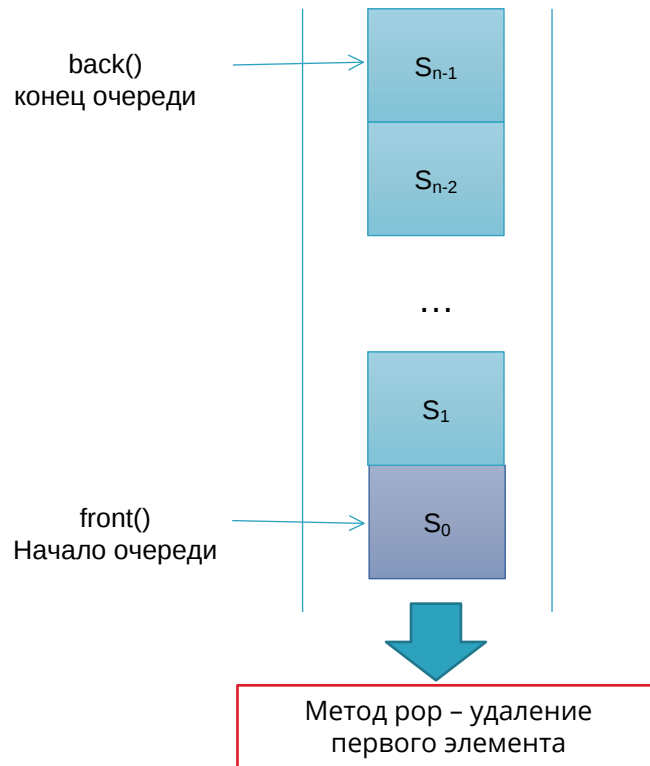 back()
конец очереди
Sn-1
Sn-2
...
S1
front()
Начало очереди
S0
Метод pop – удаление
первого элемента